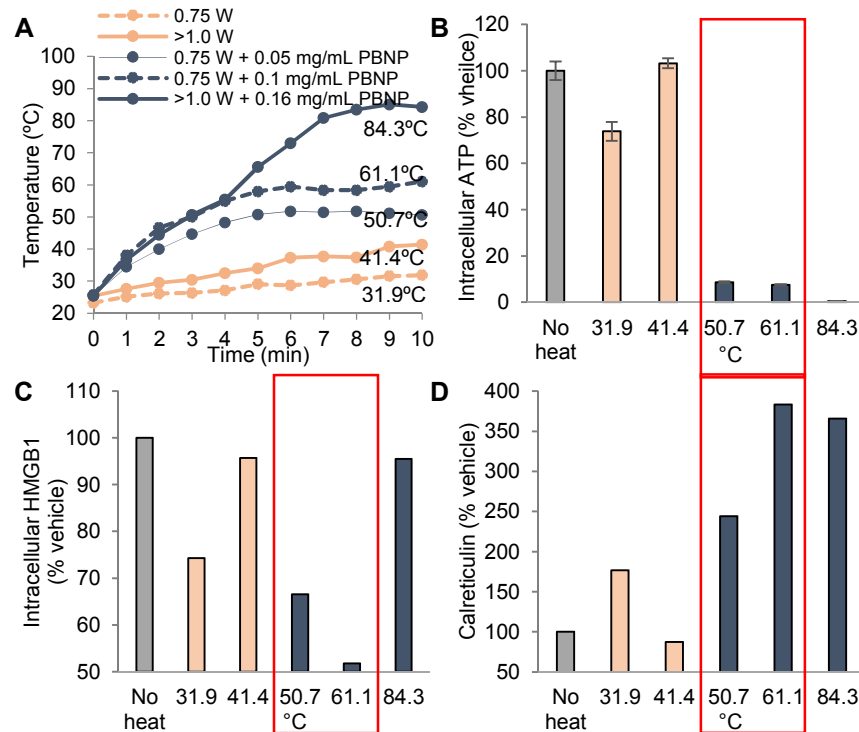 A
0.75 W
>1.0 W
0.75 W + 0.05 mg/mL PBNP
0.75 W + 0.1 mg/mL PBNP
>1.0 W + 0.16 mg/mL PBNP
Temperature (ºC)
100
90
80
70
60
50
40
30
20
84.3ºC
61.1ºC
50.7ºC
41.4ºC
31.9ºC
0 1 2 3 4 5 6 7 8 9 10
Time (min)
B
Intracellular ATP (% vheilce)
120
100
80
60
40
20
0
No heat 31.9 41.4 50.7 61.1 84.3
°C
C
Intracellular HMGB1
(% vehicle)
110
100
90
80
70
60
50
No heat 31.9 41.4 50.7 61.1 84.3
°C
D
Calreticulin (% vehicle)
400
350
300
250
200
150
100
50
No heat 31.9 41.4 50.7 61.1 84.3
°C